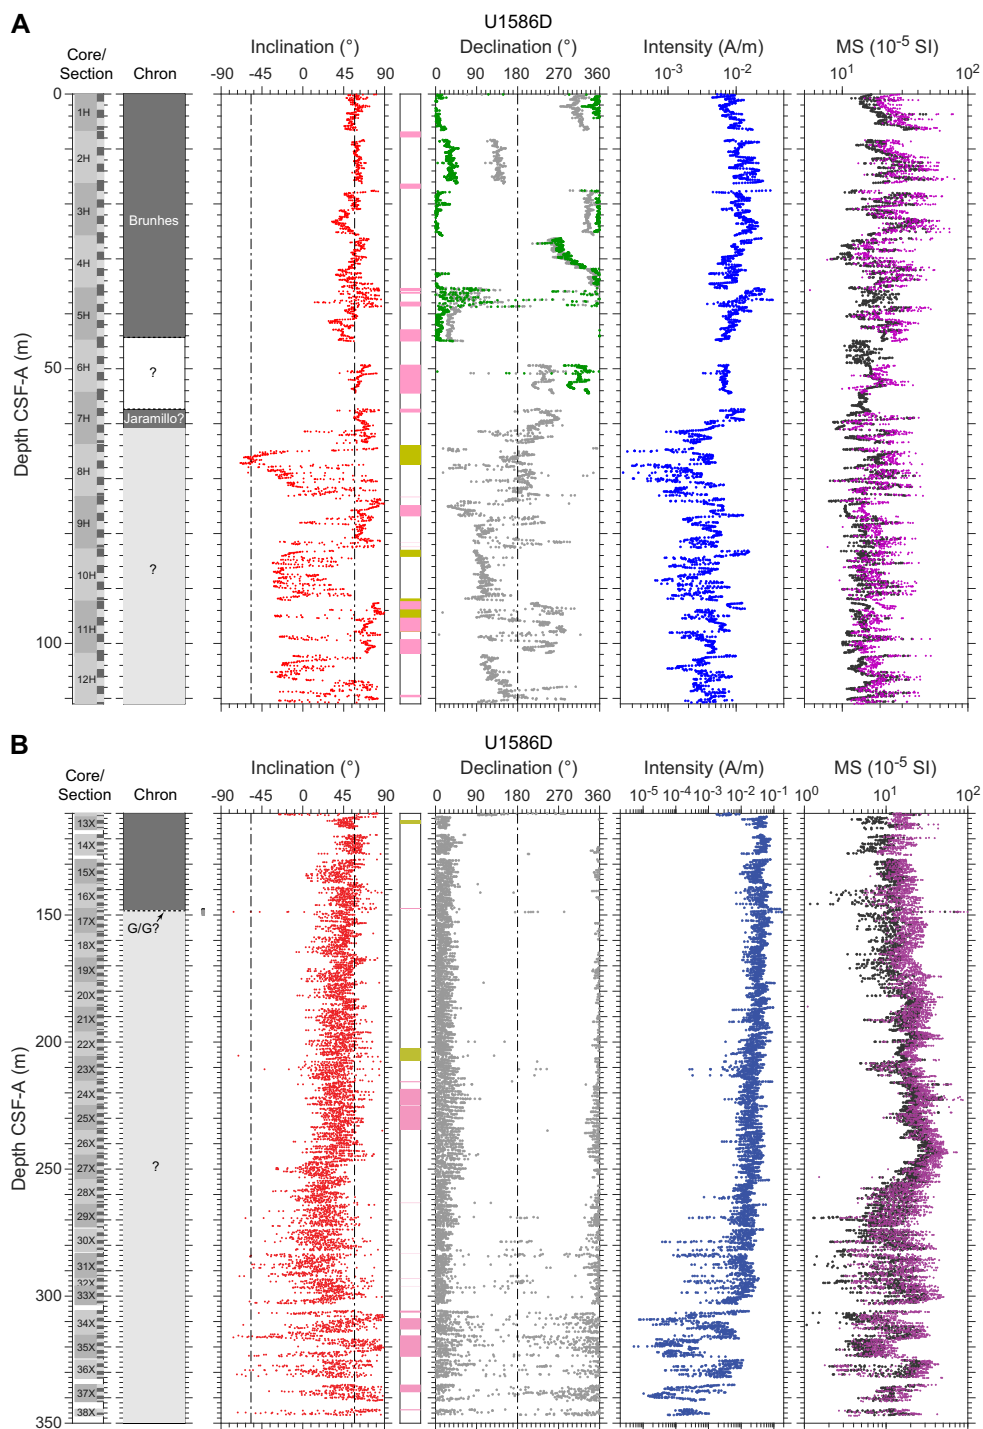 A
U1586D
Core/
Section
Chron
Inclination (°)
Declination (°)
Intensity (A/m)
MS (10-5 SI)
-90 -45 0 45 90
0 90 180 270 360
10-3 10-2
101 102
Depth CSF-A (m)
0
50
100
1H
2H
3H
4H
5H
6H
7H
8H
9H
10H
11H
12H
Brunhes
?
Jaramillo?
?
B
U1586D
Core/
Section
Chron
Inclination (°)
Declination (°)
Intensity (A/m)
MS (10-5 SI)
-90 -45 0 45 90
0 90 180 270 360
10-5 10-4 10-3 10-2 10-1
100 101 102
Depth CSF-A (m)
150
200
250
300
350
13X
14X
15X
16X
17X
18X
19X
20X
21X
22X
23X
24X
25X
26X
27X
28X
29X
30X
31X
32X
33X
34X
35X
36X
37X
38X
G/G?
?